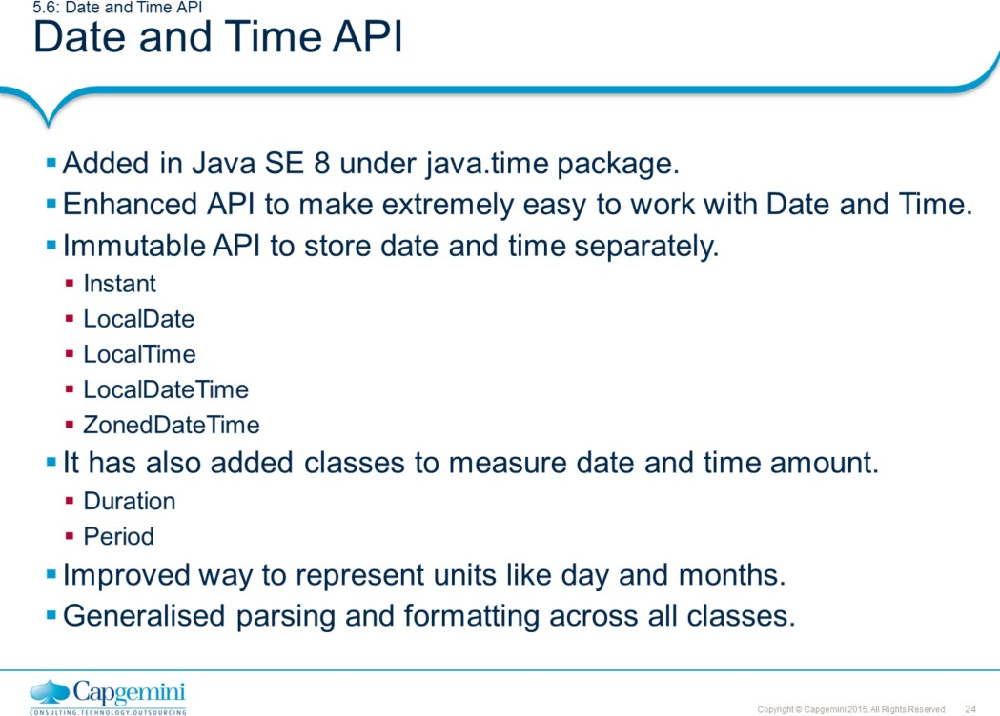 5.6: Date and Time API
Date and Time API
Added in Java SE 8 under java.time package.
Enhanced API to make extremely easy to work with Date and Time.
Immutable API to store date and time separately.
Instant
LocalDate
LocalTime
LocalDateTime
ZonedDateTime
It has also added classes to measure date and time amount.
Duration
Period
Improved way to represent units like day and months.
Generalised parsing and formatting across all classes.
Capgemini
CONSULTING.TECHNOLOGY.OUTSOURCING
Copyright © Capgemini 2015. All Rights Reserved 24